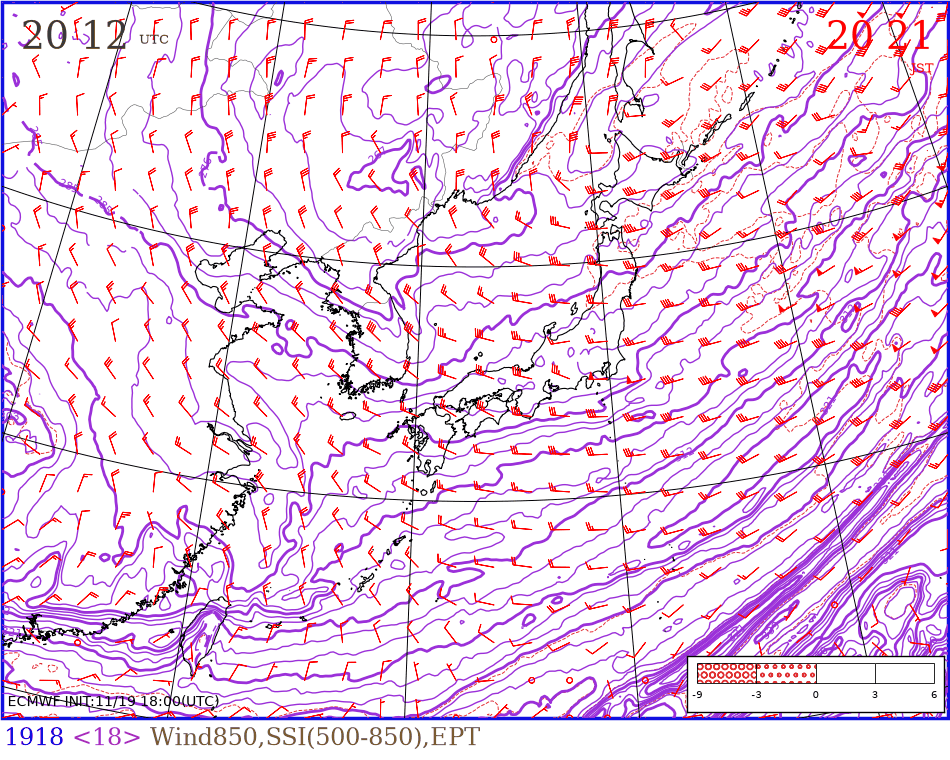 20 12 UTC
20 21
JST
ECMWF INIT:11/19 18:00(UTC)
-9 -3 0 3 6
1918 <18> Wind850,SSI(500-850),EPT